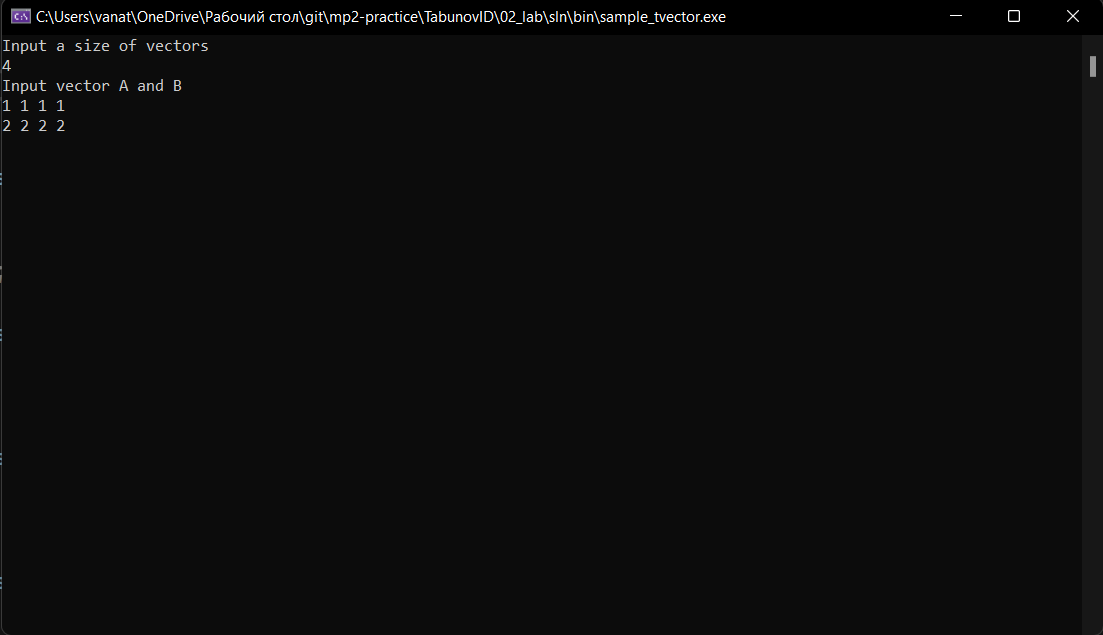 C:\Users\vanat\OneDrive\Рабочий стол\git\mp2-practice\TabunovID\02_lab\sln\bin\sample_tvector.exe
Input a size of vectors
4
Input vector A and B
1 1 1 1
2 2 2 2